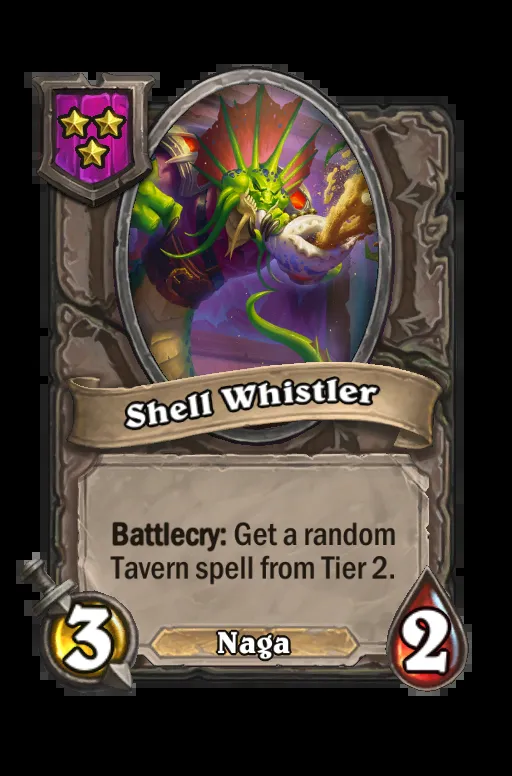 Shell Whistler
Battlecry: Get a random
Tavern spell from Tier 2.
3
Naga
2